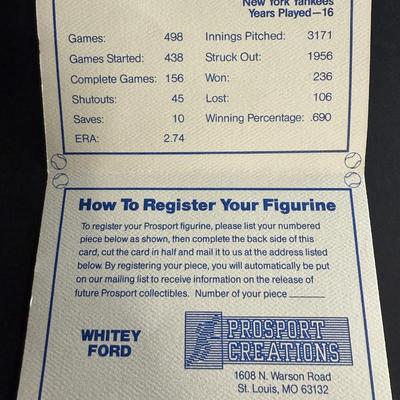 New York Yankees
Years Played—16
Games: 498 Innings Pitched: 3171
Games Started: 438 Struck Out: 1956
Complete Games: 156 Won: 236
Shutouts: 45 Lost: 106
Saves: 10 Winning Percentage: .690
ERA: 2.74
How To Register Your Figurine
To register your Prosport figurine, please list your numbered
piece below as shown, then complete the back side of this
card, cut the card in half and mail it to us at the address listed
below. By registering your piece, you will automatically be put
on our mailing list to receive information on the release of
future Prosport collectibles. Number of your piece ______
WHITEY
FORD
PROSPORT
CREATIONS
1608 N. Warson Road
St. Louis, MO 63132